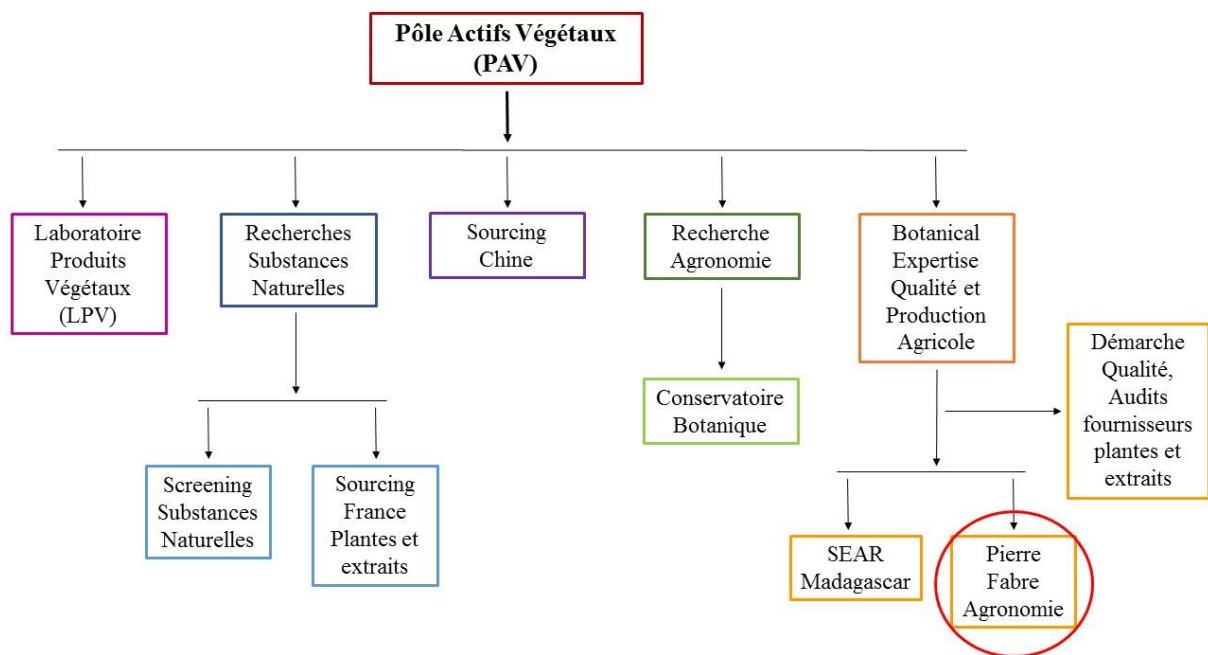 Pôle Actifs Végétaux
(PAV)
Laboratoire
Produits
Végétaux
(LPV)
Recherches
Substances
Naturelles
Sourcing
Chine
Recherche
Agronomie
Botanical
Expertise
Qualité et
Production
Agricole
Démarche
Qualité,
Audits
fournisseurs
plantes et
extraits
Conservatoire
Botanique
Screening
Substances
Naturelles
Sourcing
France
Plantes et
extraits
SEAR
Madagascar
Pierre
Fabre
Agronomie